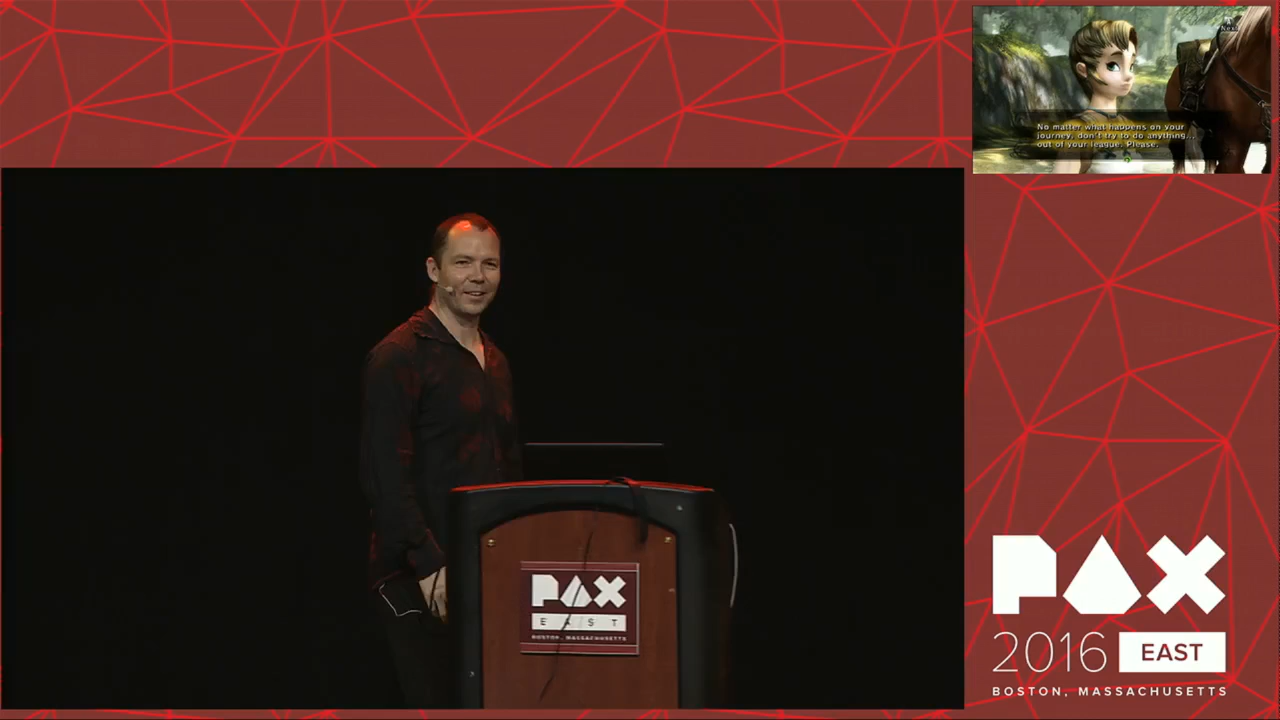 Next
No matter what happens on your
journey, don't try to do anything...
out of your league. Please.
PAX
EAST
BOSTON, MASSACHUSETTS
PAX
2016 EAST
BOSTON, MASSACHUSETTS